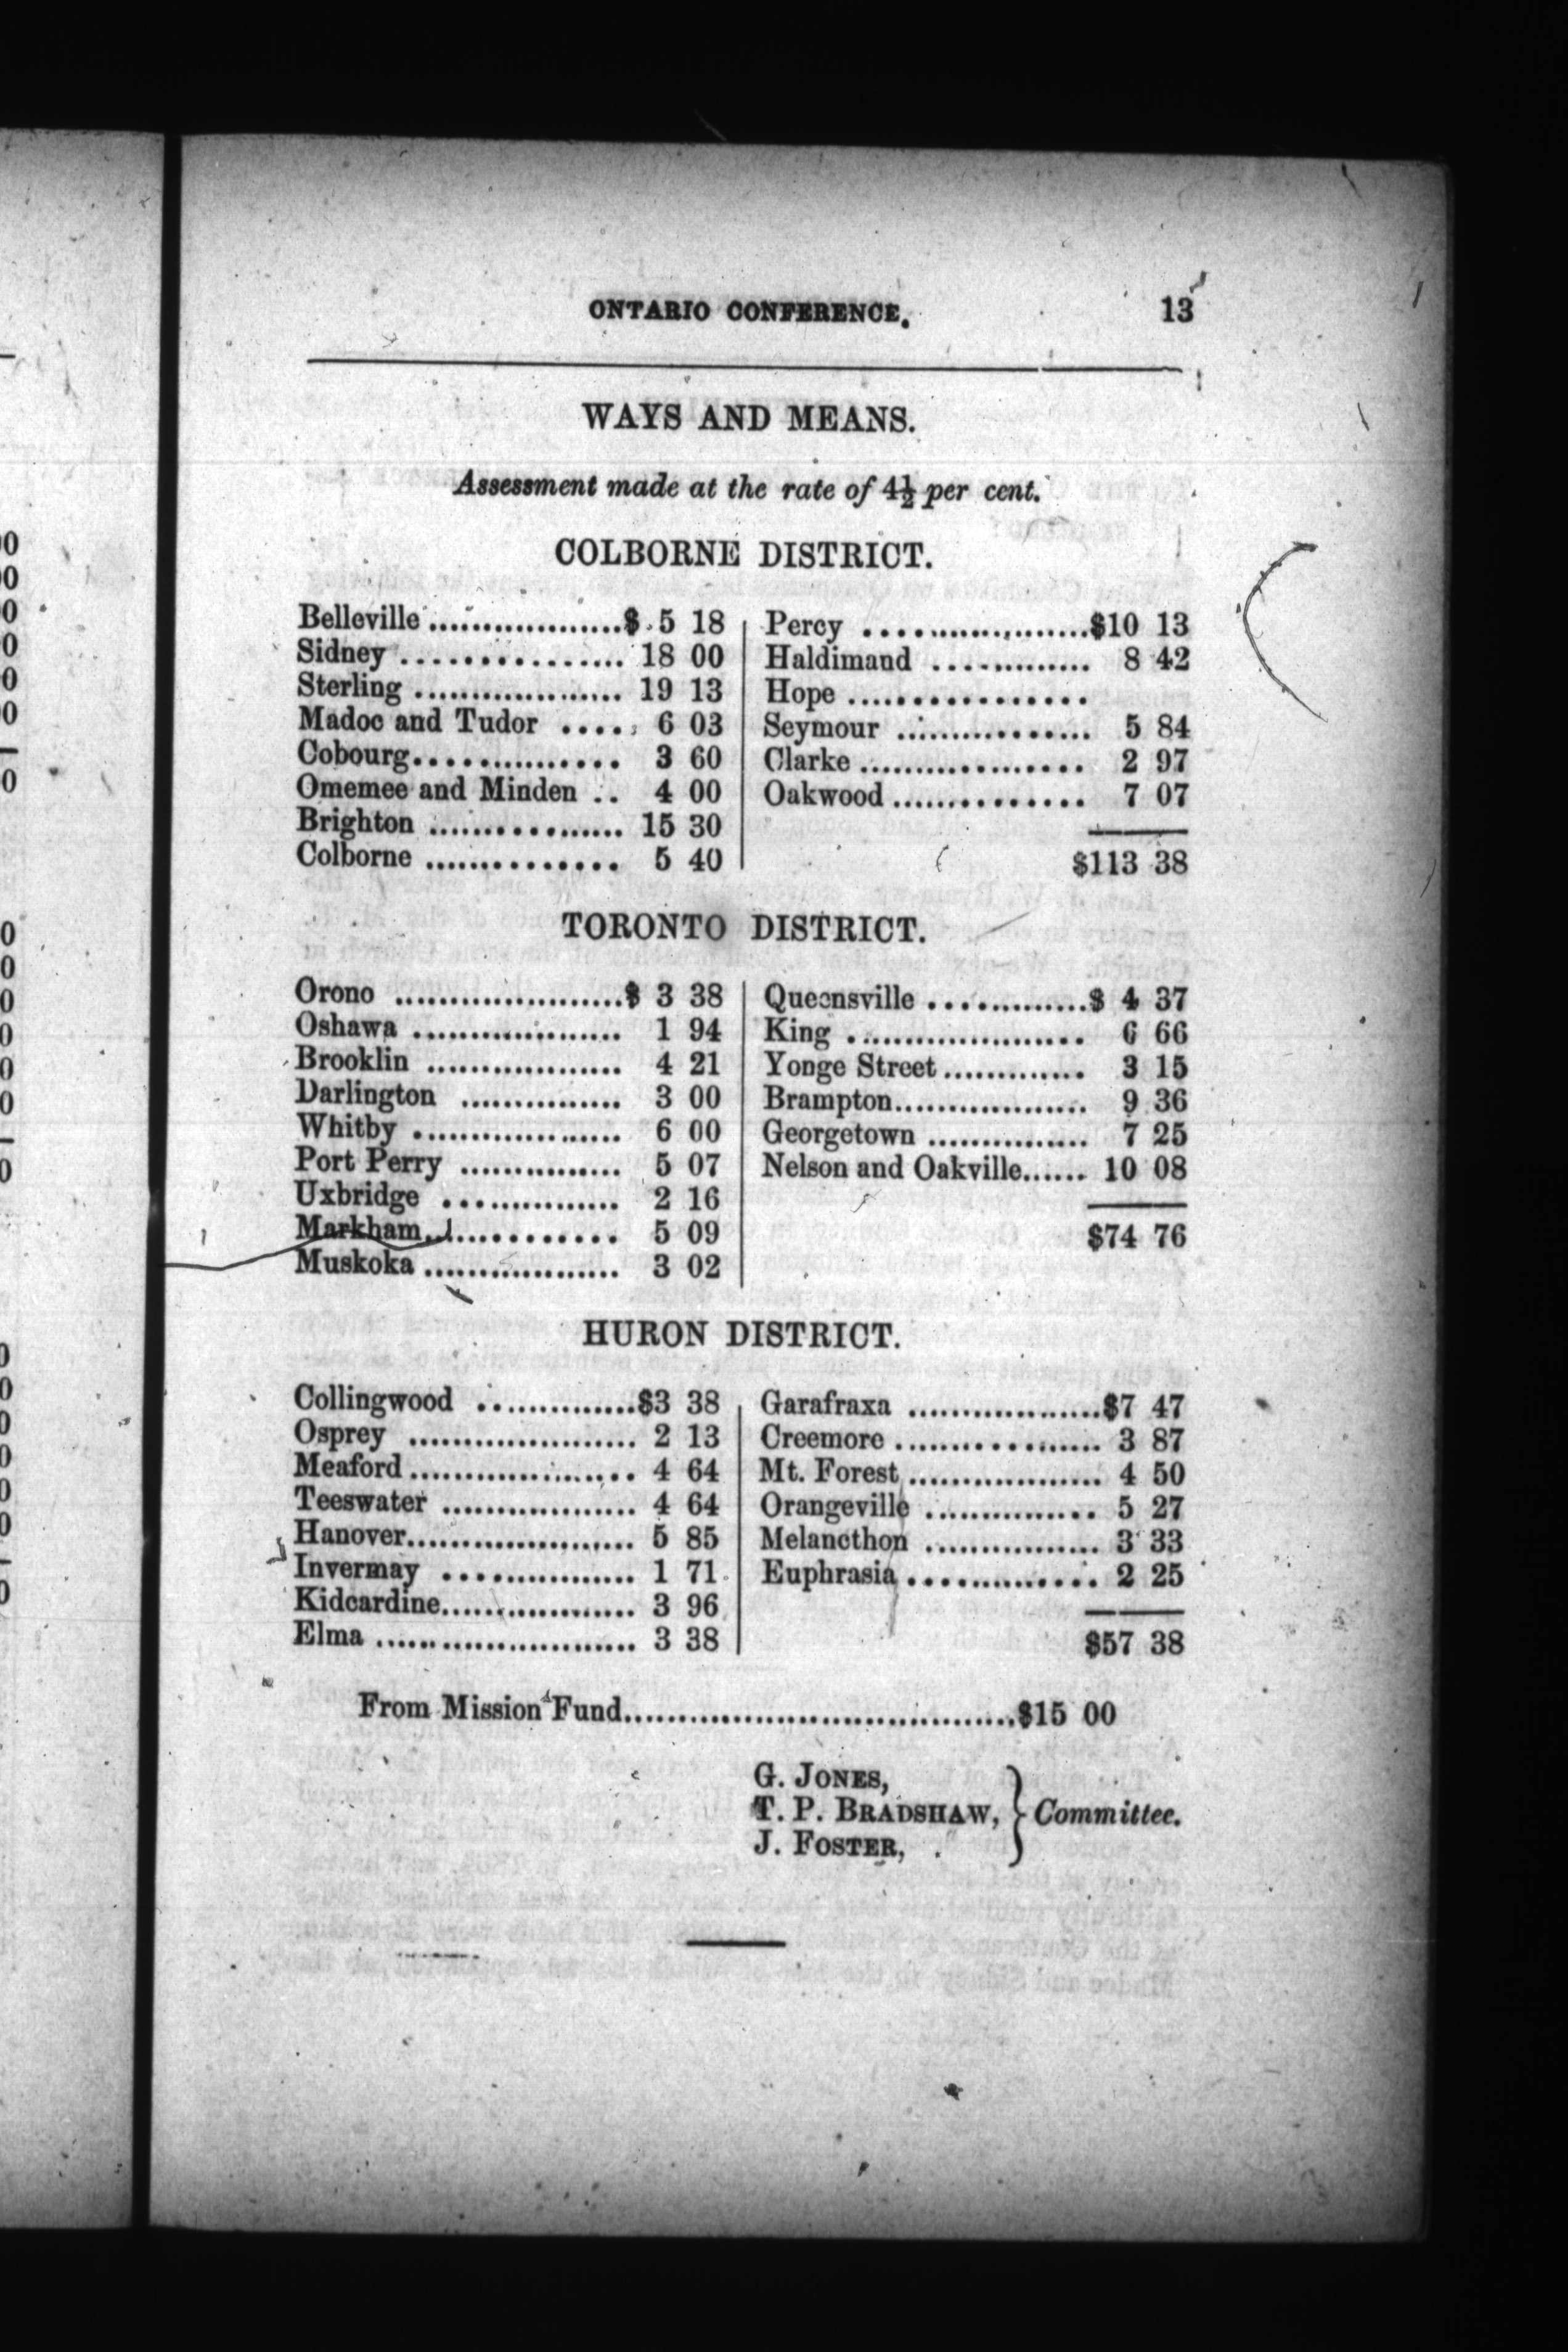 ONTARIO CONFERENCE. 13
WAYS AND MEANS.
Assessment made at the rate of 4½ per cent.
COLBORNE DISTRICT.
Belleville ..................$ 5 18
Sidney ................ 18 00
Sterling ................... 19 13
Madoc and Tudor .... 6 03
Cobourg............... 3 60
Omemee and Minden .. 4 00
Brighton ................ 15 30
Colborne .............. 5 40
Percy .....................$10 13
Haldimand ............ 8 42
Hope .................
Seymour ................ 5 84
Clarke .................. 2 97
Oakwood .............. 7 07
$113 38
TORONTO DISTRICT.
Orono .....................$ 3 38
Oshawa ................... 1 94
Brooklin .................. 4 21
Darlington ............... 3 00
Whitby ................... 6 00
Port Perry ............... 5 07
Uxbridge ............... 2 16
Markham............... 5 09
Muskoka .................. 3 02
Queensville .............$ 4 37
King ..................... 6 66
Yonge Street............. 3 15
Brampton.................. 9 36
Georgetown ............... 7 25
Nelson and Oakville...... 10 08
$74 76
HURON DISTRICT.
Collingwood ..............$3 38
Osprey ..................... 2 13
Meaford ..................... 4 64
Teeswater .................. 4 64
Hanover..................... 5 85
Invermay ................ 1 71
Kidcardine.................. 3 96
Elma ........................ 3 38
Garafraxa ..................$7 47
Creemore ................... 3 87
Mt. Forest .................. 4 50
Orangeville .............. 5 27
Melancthon ................ 3 33
Euphrasia .............. 2 25
$57 38
From Mission Fund.....................................$15 00
G. JONES,
T. P. BRADSHAW, } Committee.
J. FOSTER,